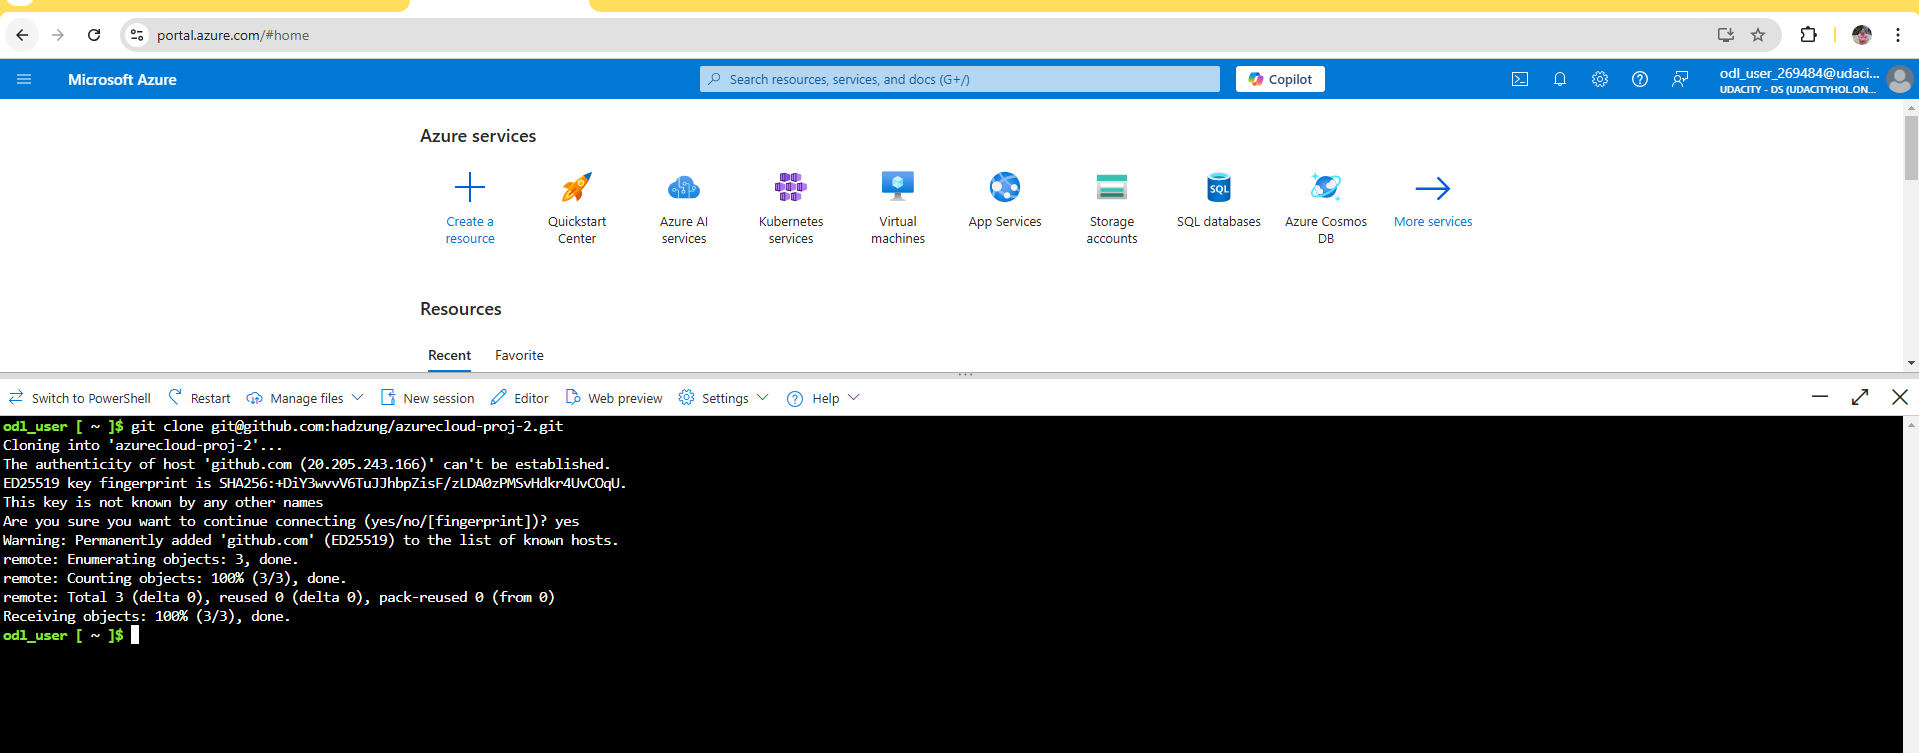 portal.azure.com/#home
Microsoft Azure
Search resources, services, and docs (G+/)
Copilot
odl_user_269484@udaci...
UDACITY - DS (UDACITYHOL.ON...
Azure services
Create a resource
Quickstart Center
Azure AI services
Kubernetes services
Virtual machines
App Services
Storage accounts
SQL
SQL databases
Azure Cosmos DB
More services
Resources
Recent
Favorite
Switch to PowerShell
Restart
Manage files
New session
Editor
Web preview
Settings
Help
odl_user [ ~ ]$ git clone git@github.com:hadzung/azurecloud-proj-2.git
Cloning into 'azurecloud-proj-2'...
The authenticity of host 'github.com (20.205.243.166)' can't be established.
ED25519 key fingerprint is SHA256:+DiY3wvvV6TuJJhbpZisF/zLDA0zPMSvHdkr4UvCOqU.
This key is not known by any other names
Are you sure you want to continue connecting (yes/no/[fingerprint])? yes
Warning: Permanently added 'github.com' (ED25519) to the list of known hosts.
remote: Enumerating objects: 3, done.
remote: Counting objects: 100% (3/3), done.
remote: Total 3 (delta 0), reused 0 (delta 0), pack-reused 0 (from 0)
Receiving objects: 100% (3/3), done.
odl_user [ ~ ]$